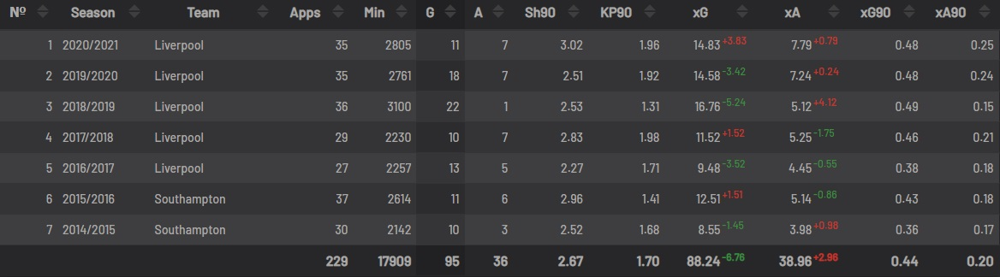 Nº Season Team Apps Min G A Sh90 KP90 xG xA xG90 xA90
1 2020/2021 Liverpool 35 2805 11 7 3.02 1.96 14.83+3.83 7.79+0.79 0.48 0.25
2 2019/2020 Liverpool 35 2761 18 7 2.51 1.92 14.58-3.42 7.24+0.24 0.48 0.24
3 2018/2019 Liverpool 36 3100 22 1 2.53 1.31 16.76-5.24 5.12+4.12 0.49 0.15
4 2017/2018 Liverpool 29 2230 10 7 2.83 1.98 11.52+1.52 5.25-1.75 0.46 0.21
5 2016/2017 Liverpool 27 2257 13 5 2.27 1.71 9.48-3.52 4.45-0.55 0.38 0.18
6 2015/2016 Southampton 37 2614 11 6 2.96 1.41 12.51+1.51 5.14-0.86 0.43 0.18
7 2014/2015 Southampton 30 2142 10 3 2.52 1.68 8.55-1.45 3.98+0.98 0.36 0.17
229 17909 95 36 2.67 1.70 88.24-6.76 38.96+2.96 0.44 0.20